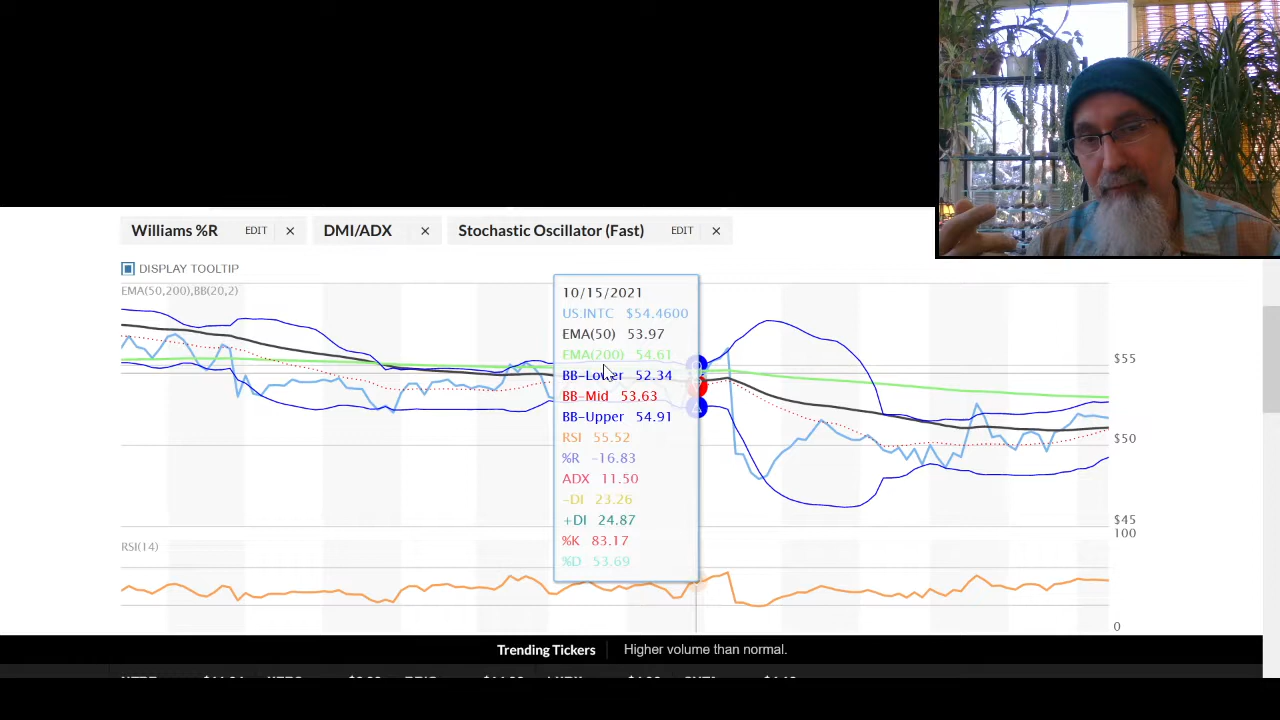 Williams %R EDIT × DMI/ADX × Stochastic Oscillator (Fast) EDIT ×
DISPLAY TOOLTIP
EMA(50,200),BB(20,2)
10/15/2021
US:INTC $54.4600
EMA(50) 53.97
EMA(200) 54.61
BB-Lower 52.34
BB-Mid 53.63
BB-Upper 54.91
RSI 55.52
%R -16.83
ADX 11.50
-DI 23.26
+DI 24.87
%K 83.17
%D 53.69
$55
$50
$45
100
RSI(14)
0
Trending Tickers Higher volume than normal.